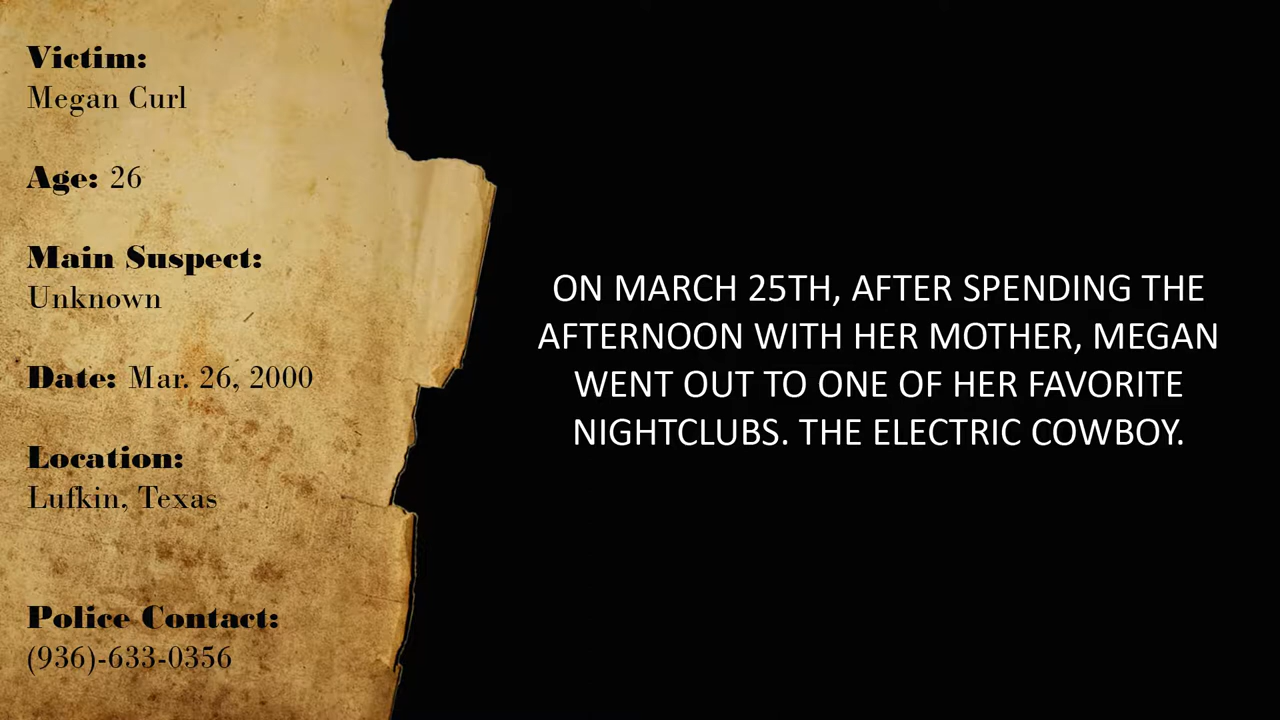 Victim:
Megan Curl
Age: 26
Main Suspect:
Unknown
Date: Mar. 26, 2000
Location:
Lufkin, Texas
Police Contact:
(936)-633-0356
ON MARCH 25TH, AFTER SPENDING THE
AFTERNOON WITH HER MOTHER, MEGAN
WENT OUT TO ONE OF HER FAVORITE
NIGHTCLUBS. THE ELECTRIC COWBOY.